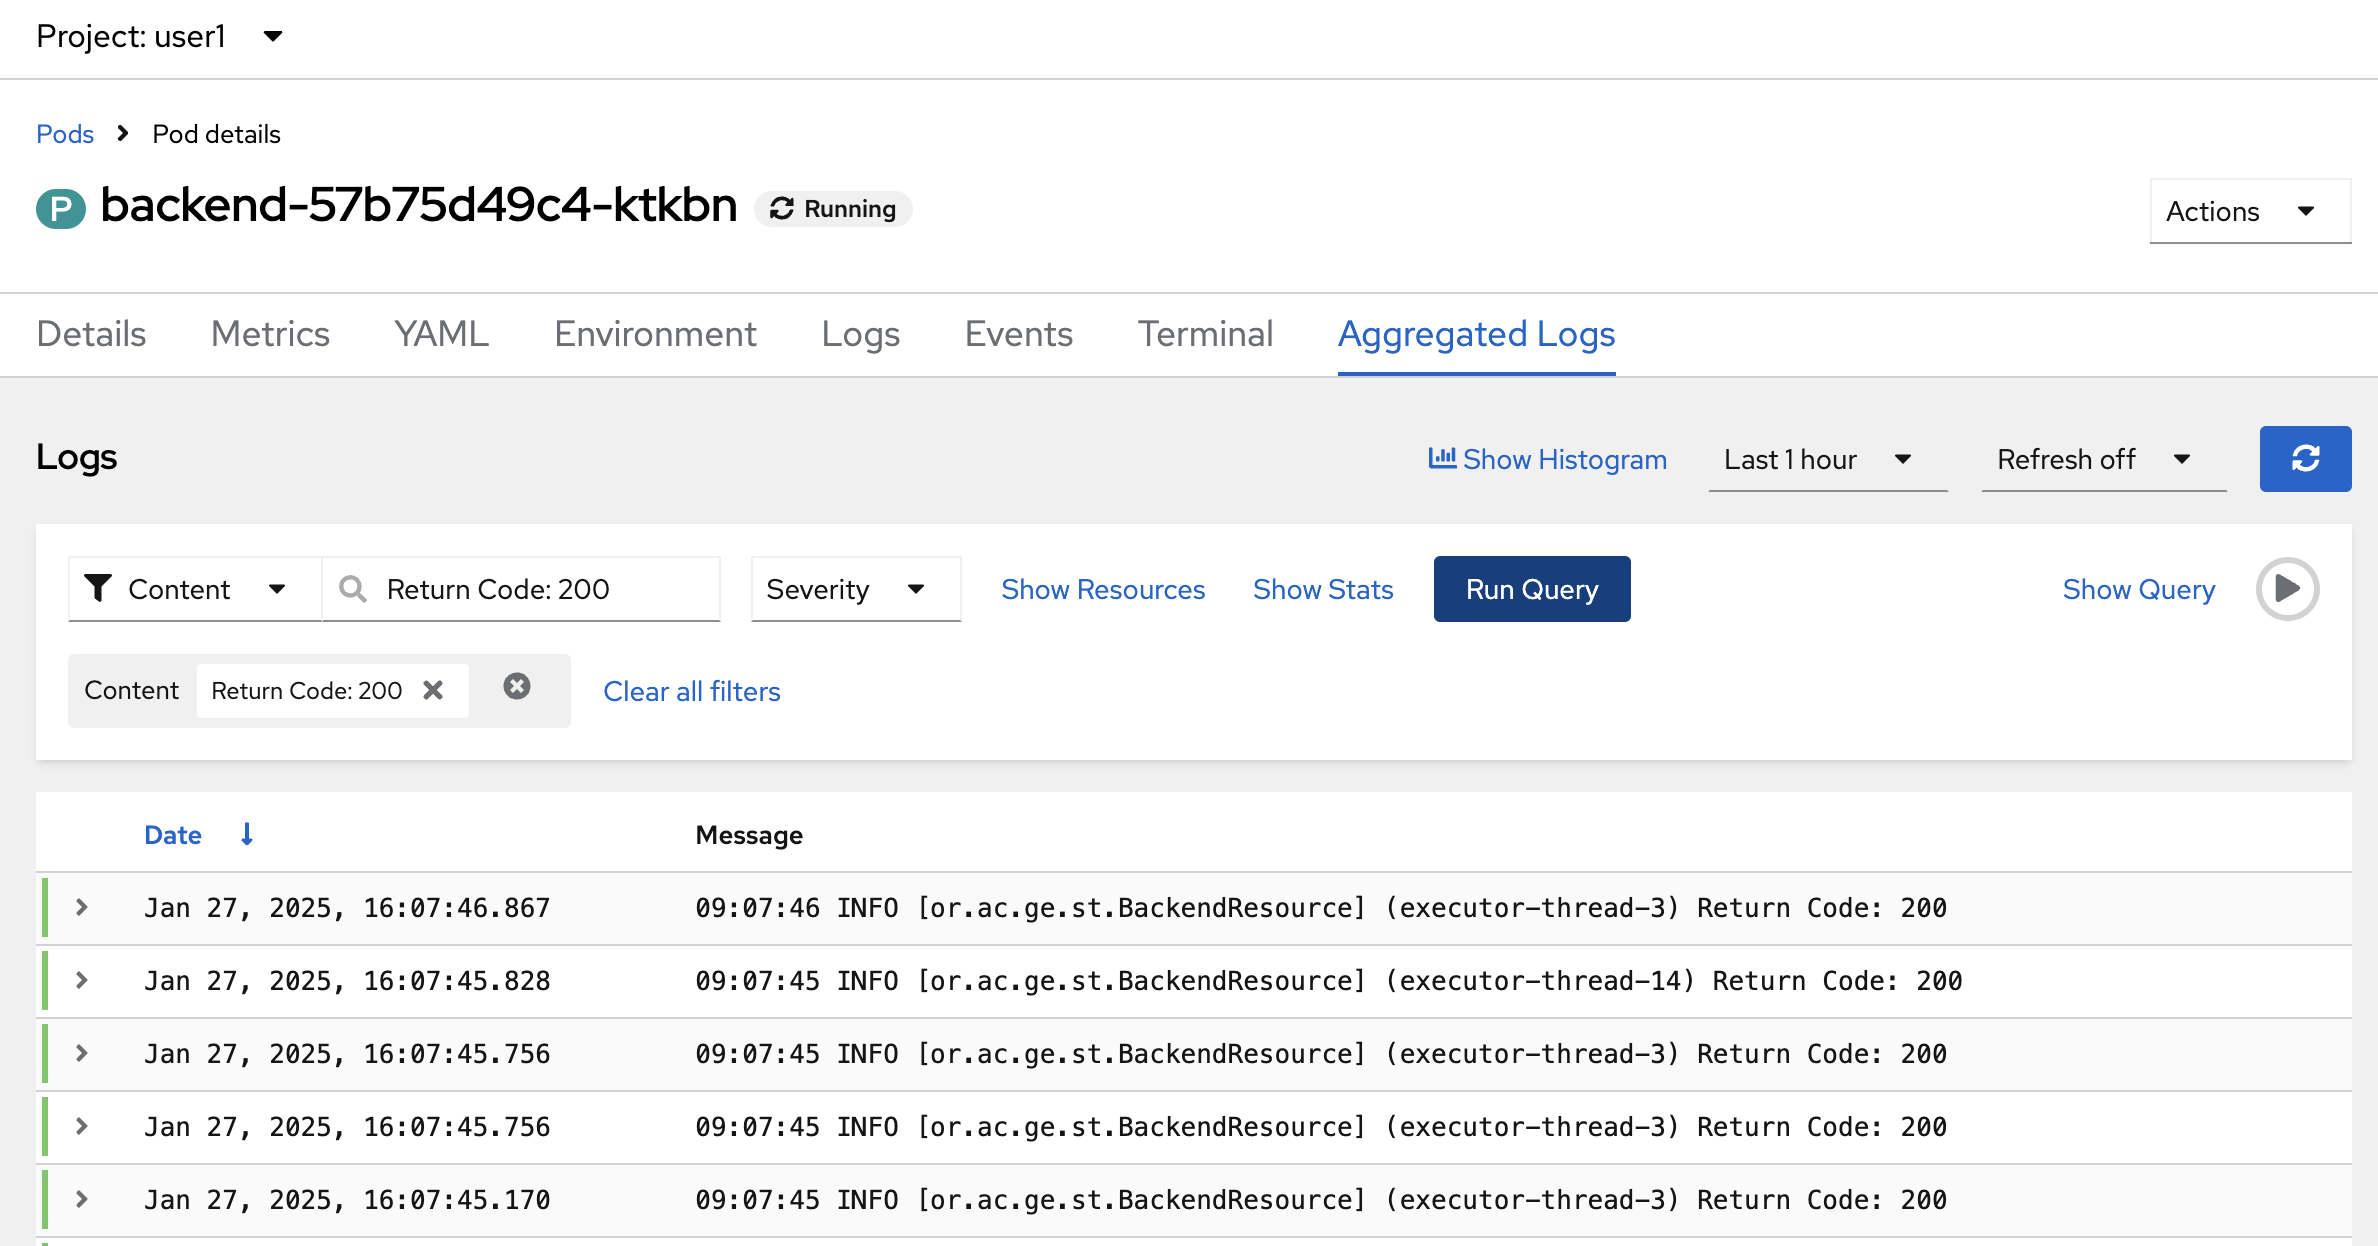 Project: user1
Pods > Pod details
P backend-57b75d49c4-ktkbn Running
Actions
Details Metrics YAML Environment Logs Events Terminal Aggregated Logs
Logs Show Histogram Last 1 hour Refresh off
Content Return Code: 200 Severity Show Resources Show Stats Run Query Show Query
Content Return Code: 200 Clear all filters
Date Message
Jan 27, 2025, 16:07:46.867 09:07:46 INFO [or.ac.ge.st.BackendResource] (executor-thread-3) Return Code: 200
Jan 27, 2025, 16:07:45.828 09:07:45 INFO [or.ac.ge.st.BackendResource] (executor-thread-14) Return Code: 200
Jan 27, 2025, 16:07:45.756 09:07:45 INFO [or.ac.ge.st.BackendResource] (executor-thread-3) Return Code: 200
Jan 27, 2025, 16:07:45.756 09:07:45 INFO [or.ac.ge.st.BackendResource] (executor-thread-3) Return Code: 200
Jan 27, 2025, 16:07:45.170 09:07:45 INFO [or.ac.ge.st.BackendResource] (executor-thread-3) Return Code: 200